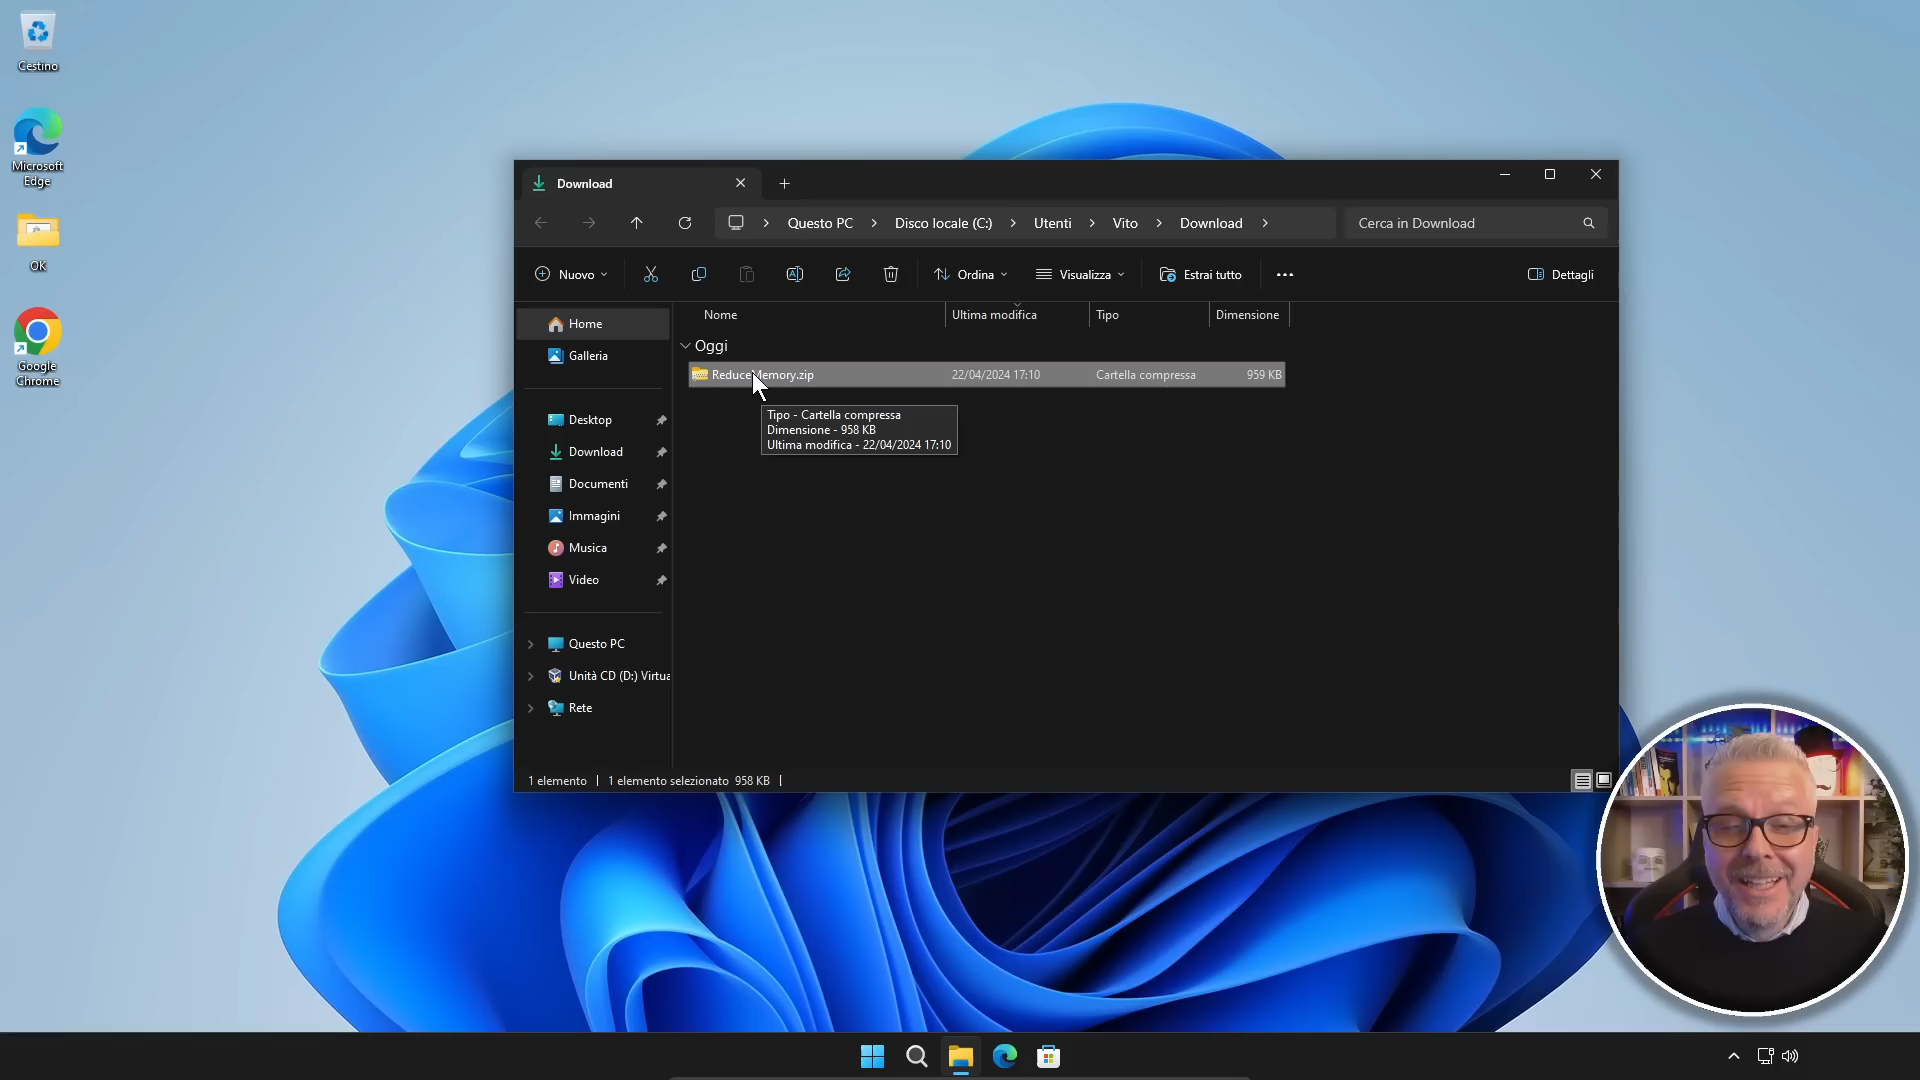 Cestino
Microsoft
Edge
OK
Google
Chrome
Download
Questo PC
Disco locale (C:)
Utenti
Vito
Download
Cerca in Download
Nuovo
Ordina
Visualizza
Estrai tutto
Dettagli
Nome
Ultima modifica
Tipo
Dimensione
Home
Galleria
Desktop
Download
Documenti
Immagini
Musica
Video
Questo PC
Unità CD (D:) Virtua
Rete
Oggi
ReduceMemory.zip
22/04/2024 17:10
Cartella compressa
959 KB
Tipo - Cartella compressa
Dimensione - 958 KB
Ultima modifica - 22/04/2024 17:10
1 elemento
1 elemento selezionato 958 KB